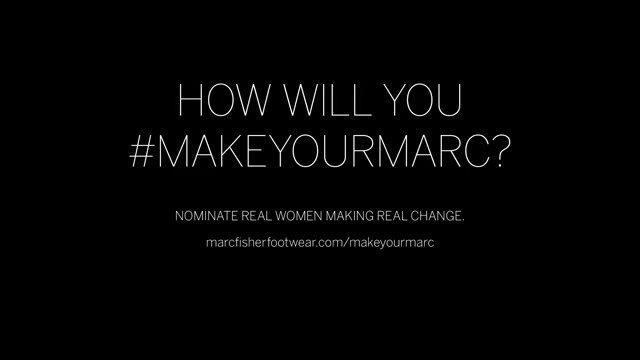 HOW WILL YOU
#MAKEYOURMARC?
NOMINATE REAL WOMEN MAKING REAL CHANGE.
marcfisherfootwear.com/makeyourmarc